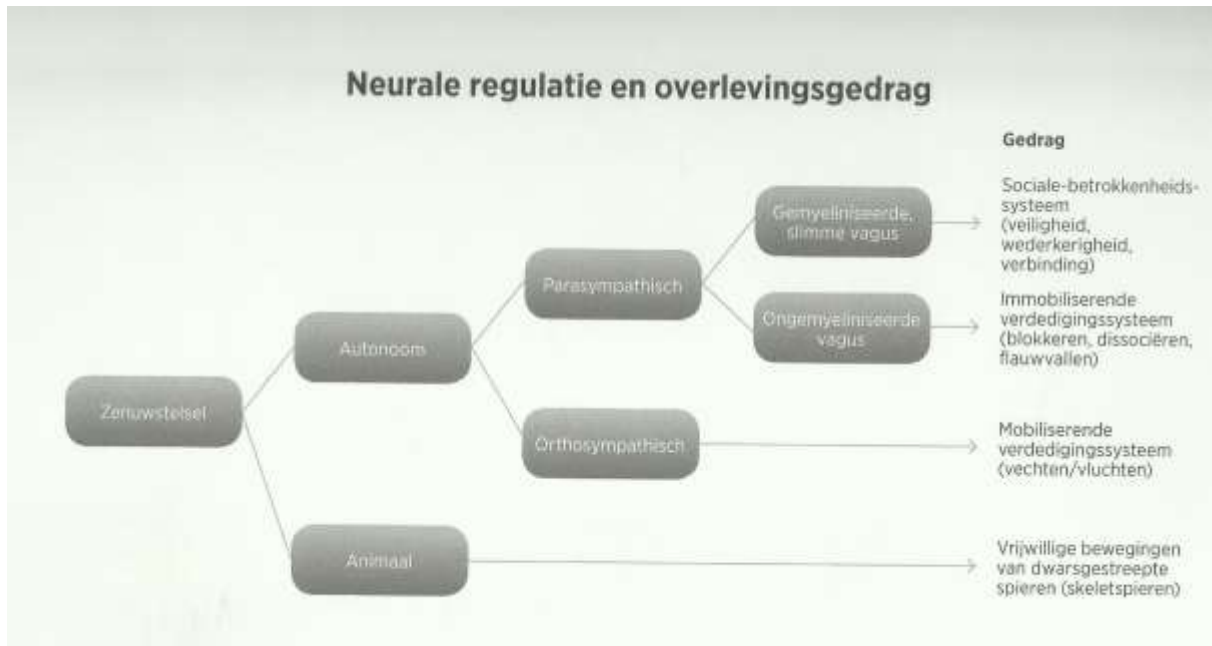 Neurale regulatie en overlevingsgedrag
Gedrag
Gemyeliniseerde,
slimme vagus
Sociale-betrokkenheids-
systeem
(veiligheid,
wederkerigheid,
verbinding)
Parasympathisch
Ongemyeliniseerde
vagus
Immobiliserende
verdedigingssysteem
(blokkeren, dissociëren,
flauwvallen)
Autonoom
Zenuwstelsel
Orthosympathisch
Mobiliserende
verdedigingssysteem
(vechten/vluchten)
Animaal
Vrijwillige bewegingen
van dwarsgestreepte
spieren (skeletspieren)